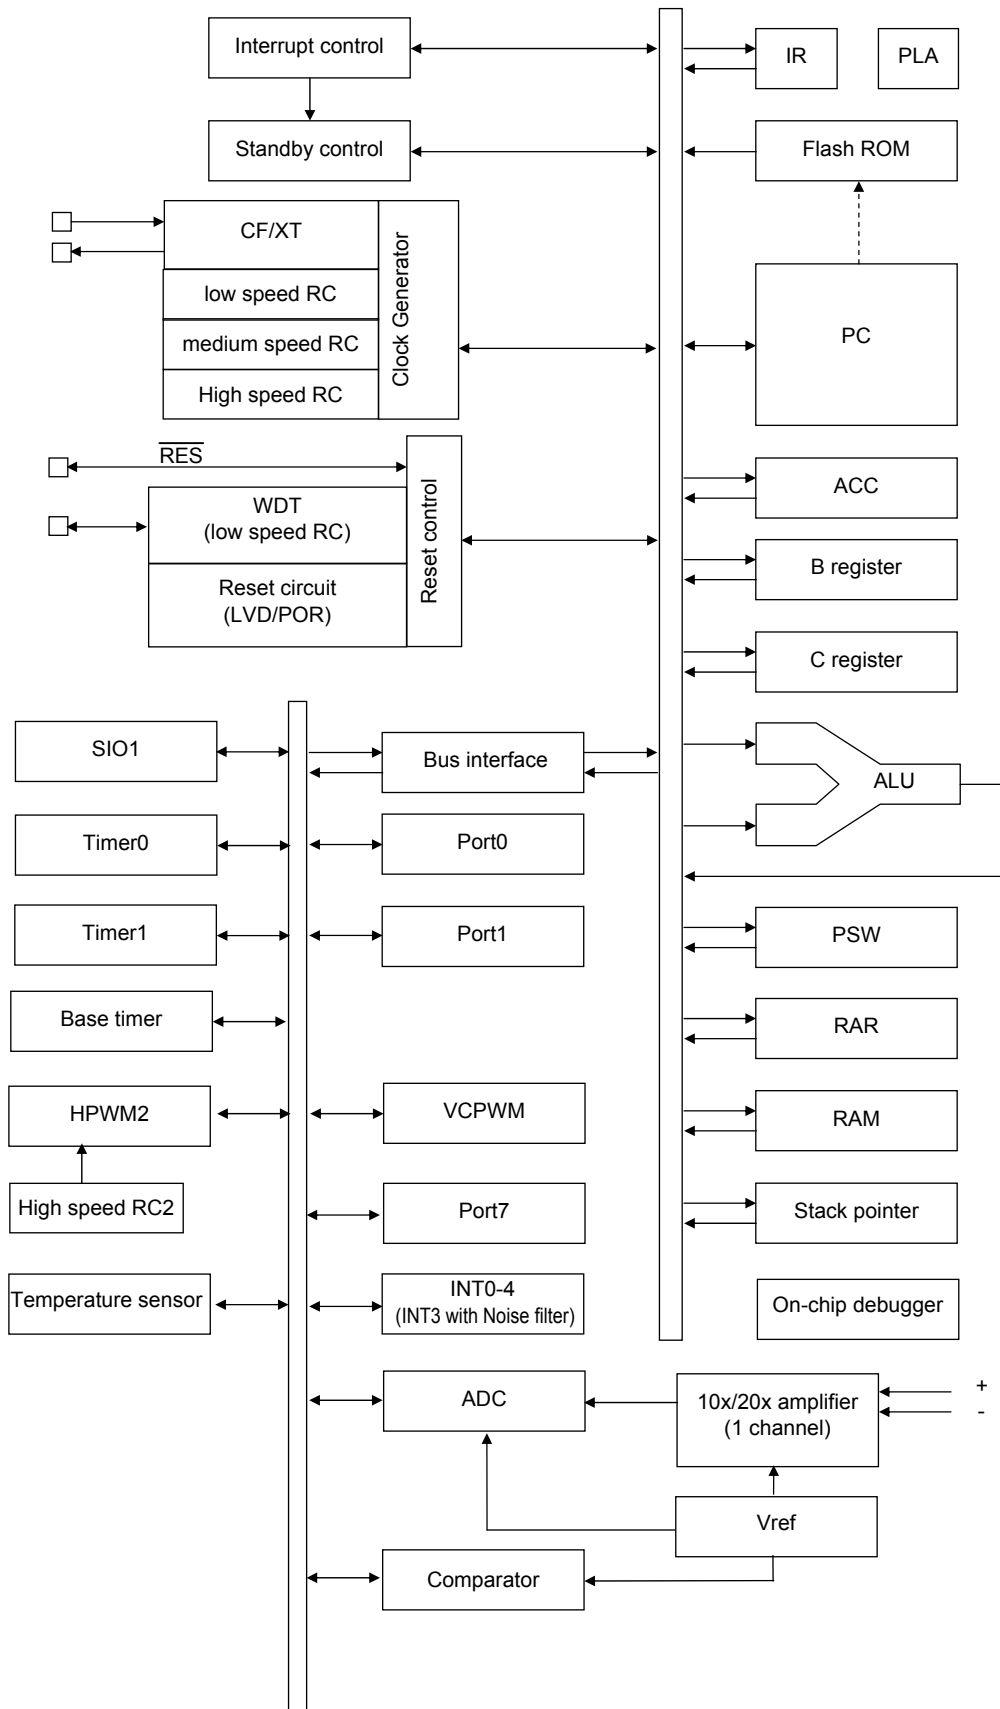 Interrupt control
IR
PLA
Standby control
Flash ROM
CF/XT
low speed RC
medium speed RC
High speed RC
Clock Generator
PC
RES
WDT
(low speed RC)
Reset circuit
(LVD/POR)
Reset control
ACC
B register
C register
SIO1
Bus interface
ALU
Timer0
Port0
Timer1
Port1
PSW
Base timer
RAR
HPWM2
VCPWM
RAM
High speed RC2
Port7
Stack pointer
Temperature sensor
INT0-4
(INT3 with Noise filter)
On-chip debugger
ADC
10x/20x amplifier
(1 channel)
+
-
Vref
Comparator